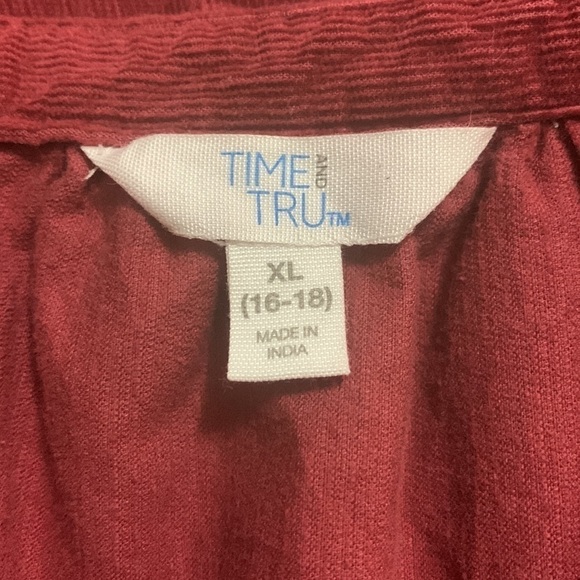 TIME AND
TRU™
XL
(16-18)
MADE IN
INDIA